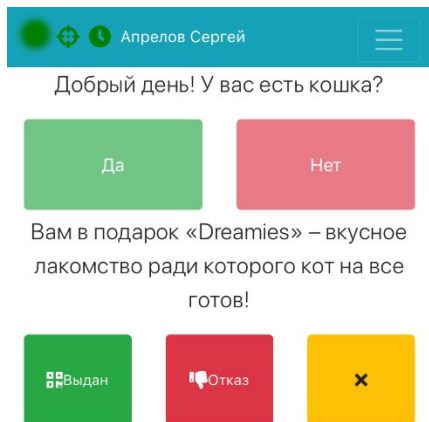 Апрелов Сергей
Добрый день! У вас есть кошка?
Да
Нет
Вам в подарок «Dreamies» – вкусное
лакомство ради которого кот на все
готов!
Выдан
Отказ